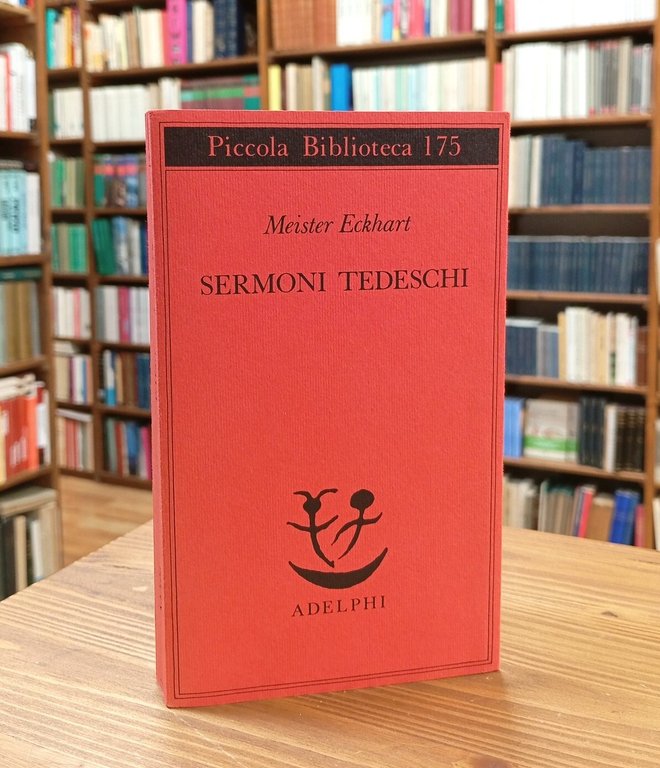 Piccola Biblioteca 175
Meister Eckhart
SERMONI TEDESCHI
ADELPHI